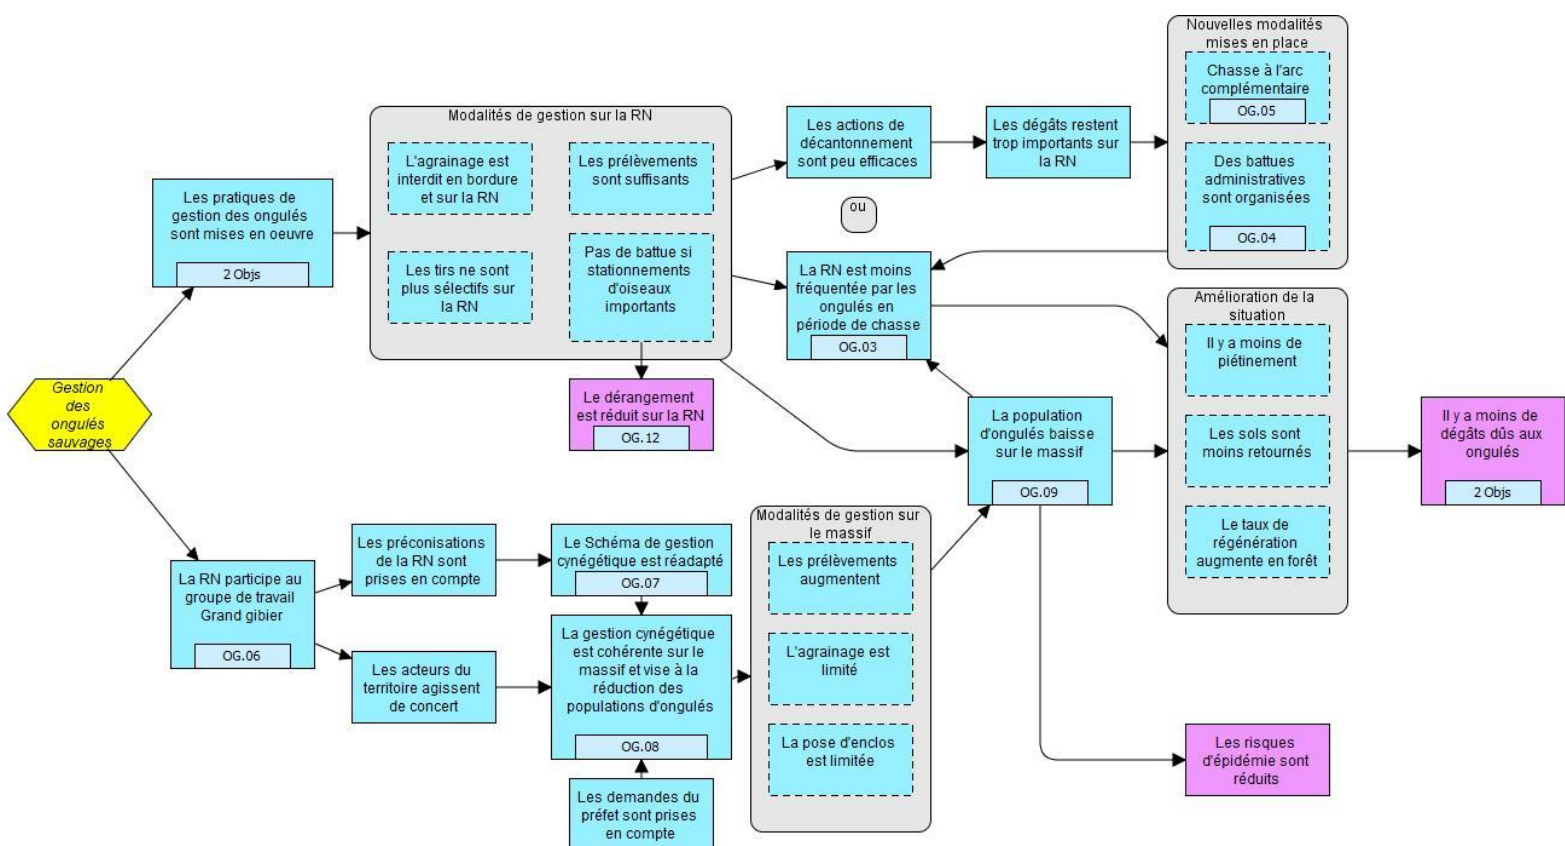 Gestion
des
ongulés
sauvages
Les pratiques de
gestion des ongulés
sont mises en oeuvre
2 Objs
Modalités de gestion sur la RN
L'agrainage est
interdit en bordure
et sur la RN
Les prélèvements
sont suffisants
Les tirs ne sont
plus sélectifs sur
la RN
Pas de battue si
stationnements
d'oiseaux
importants
Le dérangement
est réduit sur la RN
OG.12
Les actions de
décantonnement
sont peu efficaces
Les dégâts restent
trop importants sur
la RN
ou
La RN est moins
fréquentée par les
ongulés en
période de chasse
OG.03
Nouvelles modalités
mises en place
Chasse à l'arc
complémentaire
OG.05
Des battues
administratives
sont organisées
OG.04
Amélioration de la
situation
Il y a moins de
piétinement
Les sols sont
moins retournés
Le taux de
régénération
augmente en forêt
La population
d'ongulés baisse
sur le massif
OG.09
Il y a moins de
dégâts dûs aux
ongulés
2 Objs
La RN participe au
groupe de travail
Grand gibier
OG.06
Les préconisations
de la RN sont
prises en compte
Le Schéma de gestion
cynégétique est réadapté
OG.07
Les acteurs du
territoire agissent
de concert
La gestion cynégétique
est cohérente sur le
massif et vise à la
réduction des
populations d'ongulés
OG.08
Les demandes du
préfet sont prises
en compte
Modalités de gestion sur
le massif
Les prélèvements
augmentent
L'agrainage est
limité
La pose d'enclos
est limitée
Les risques
d'épidémie sont
réduits